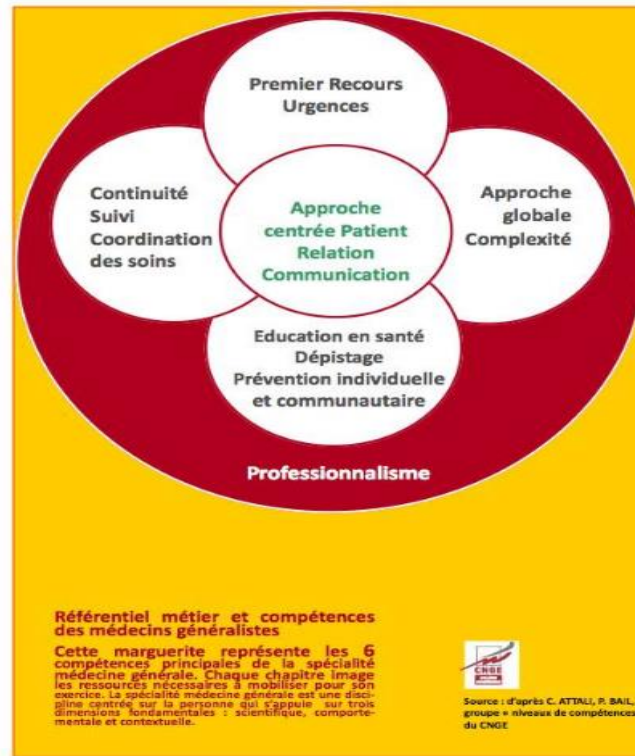 Premier Recours
Urgences
Continuité
Suivi
Coordination
des soins
Approche
centrée Patient
Relation
Communication
Approche
globale
Complexité
Education en santé
Dépistage
Prévention individuelle
et communautaire
Professionnalisme
Référentiel métier et compétences
des médecins généralistes
Cette marguerite représente les 6
compétences principales de la spécialité
médecine générale. Chaque chapitre image
les ressources nécessaires à mobiliser pour son
exercice. La spécialité médecine générale est une disci-
pline centrée sur la personne qui s'appuie sur trois
dimensions fondamentales : scientifique, comporte-
mentale et contextuelle.
CNGE
Source : d'après C. ATTALI, P. BAIL,
groupe « niveaux de compétences
du CNGE